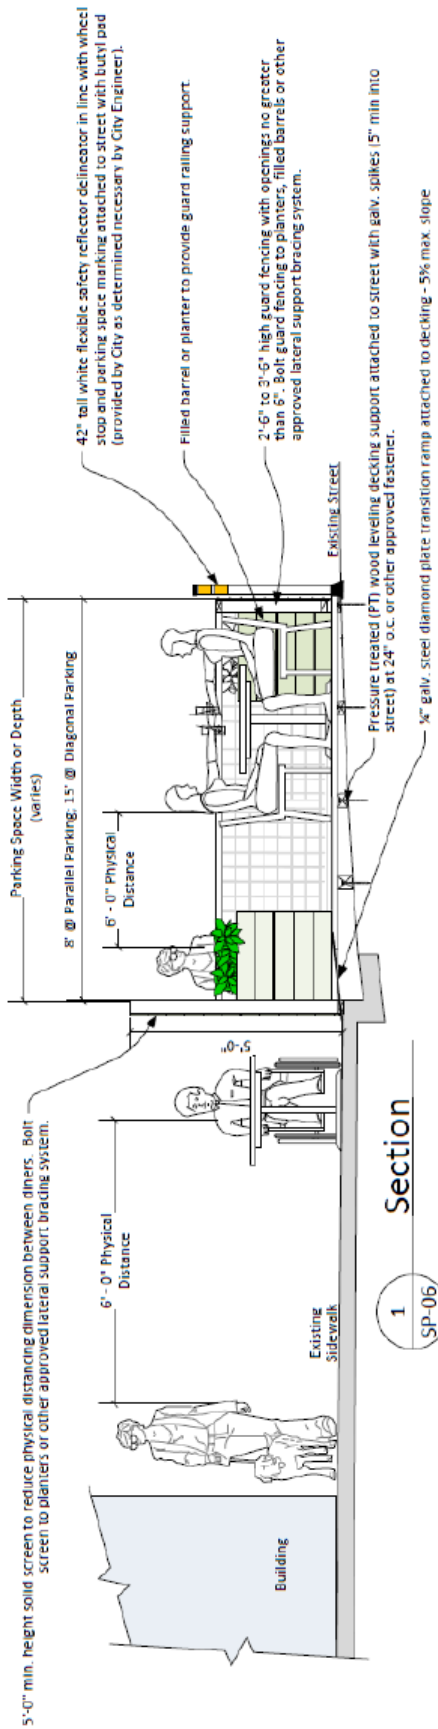 5'-0" min. height solid screen to reduce physical distancing dimension between diners. Bolt
screen to planters or other approved lateral support bracing system.
Parking Space Width or Depth
(varies)
8' @ Parallel Parking; 15' @ Diagonal Parking
6' - 0" Physical
Distance
6' - 0" Physical
Distance
5'-0"
42" tall white flexible safety reflector delineator in line with wheel
stop and parking space marking attached to street with butyl pad
(provided by City as determined necessary by City Engineer).
Filled barrel or planter to provide guard railing support.
2'-6" to 3'-6" high guard fencing with openings no greater
than 6". Bolt guard fencing to planters, filled barrels or other
approved lateral support bracing system.
Existing Street
Building
Existing
Sidewalk
Pressure treated (PT) wood leveling decking support attached to street with galv. spikes (5" min into
street) at 24" o.c. or other approved fastener.
¼" galv. steel diamond plate transition ramp attached to decking - 5% max. slope
1
SP-06
Section